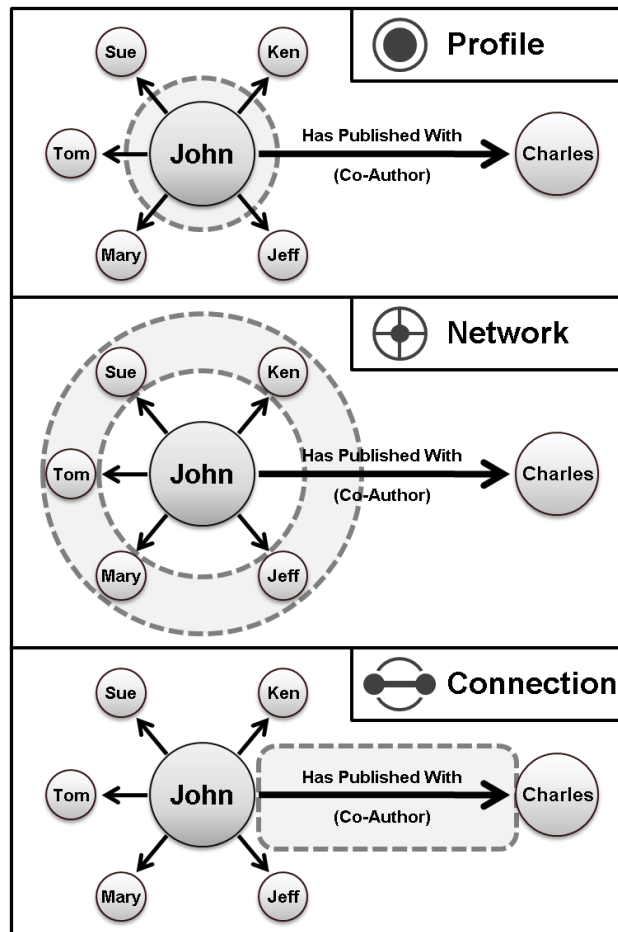 Profile
Sue
Ken
Tom
John
Has Published With
(Co-Author)
Charles
Mary
Jeff
Network
Sue
Ken
Tom
John
Has Published With
(Co-Author)
Charles
Mary
Jeff
Connection
Sue
Ken
Tom
John
Has Published With
(Co-Author)
Charles
Mary
Jeff